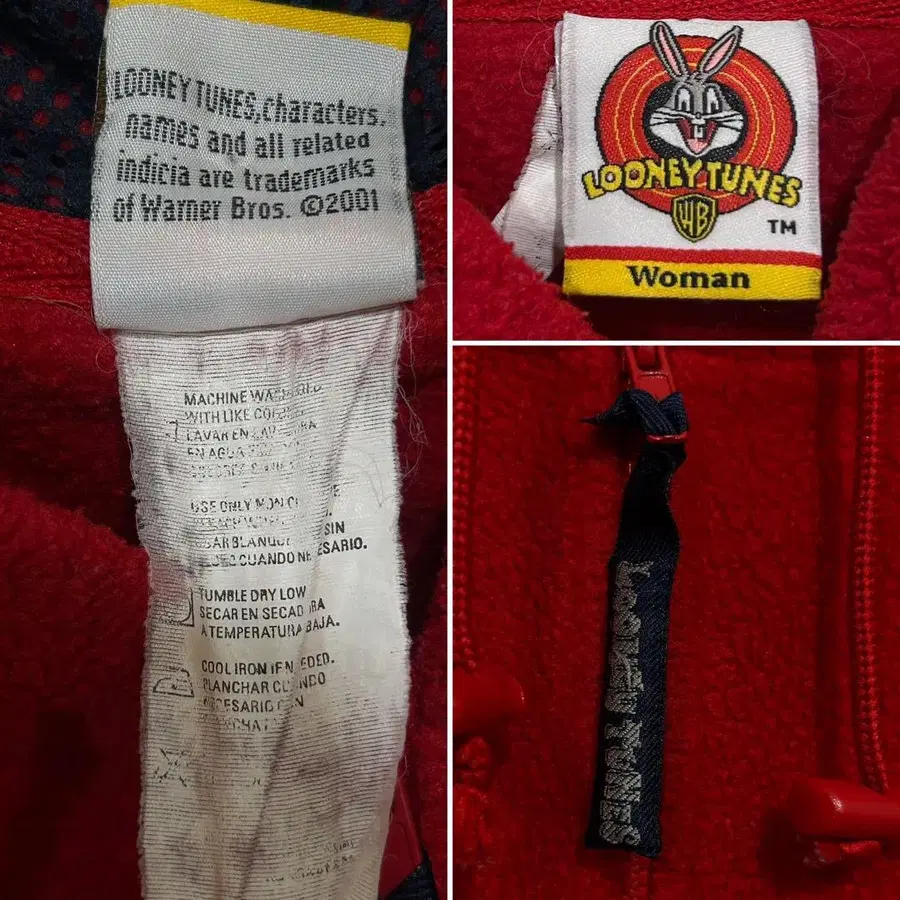 LOONEY TUNES, characters,
names and all related
indicia are trademarks
of Warner Bros. ©2001
MACHINE
WITH LIKE
LAVAR EN
EN AGUA
USE ONLY NON
SIN
CUANDO NECESARIO.
TUMBLE DRY LOW
SECAR EN SECADORA
A TEMPERATURA BAJA.
COOL IRON IF NEEDED.
PLANCHAR CUANDO
LOONEY TUNES
WB
TM
Woman
LOONEY TUNES